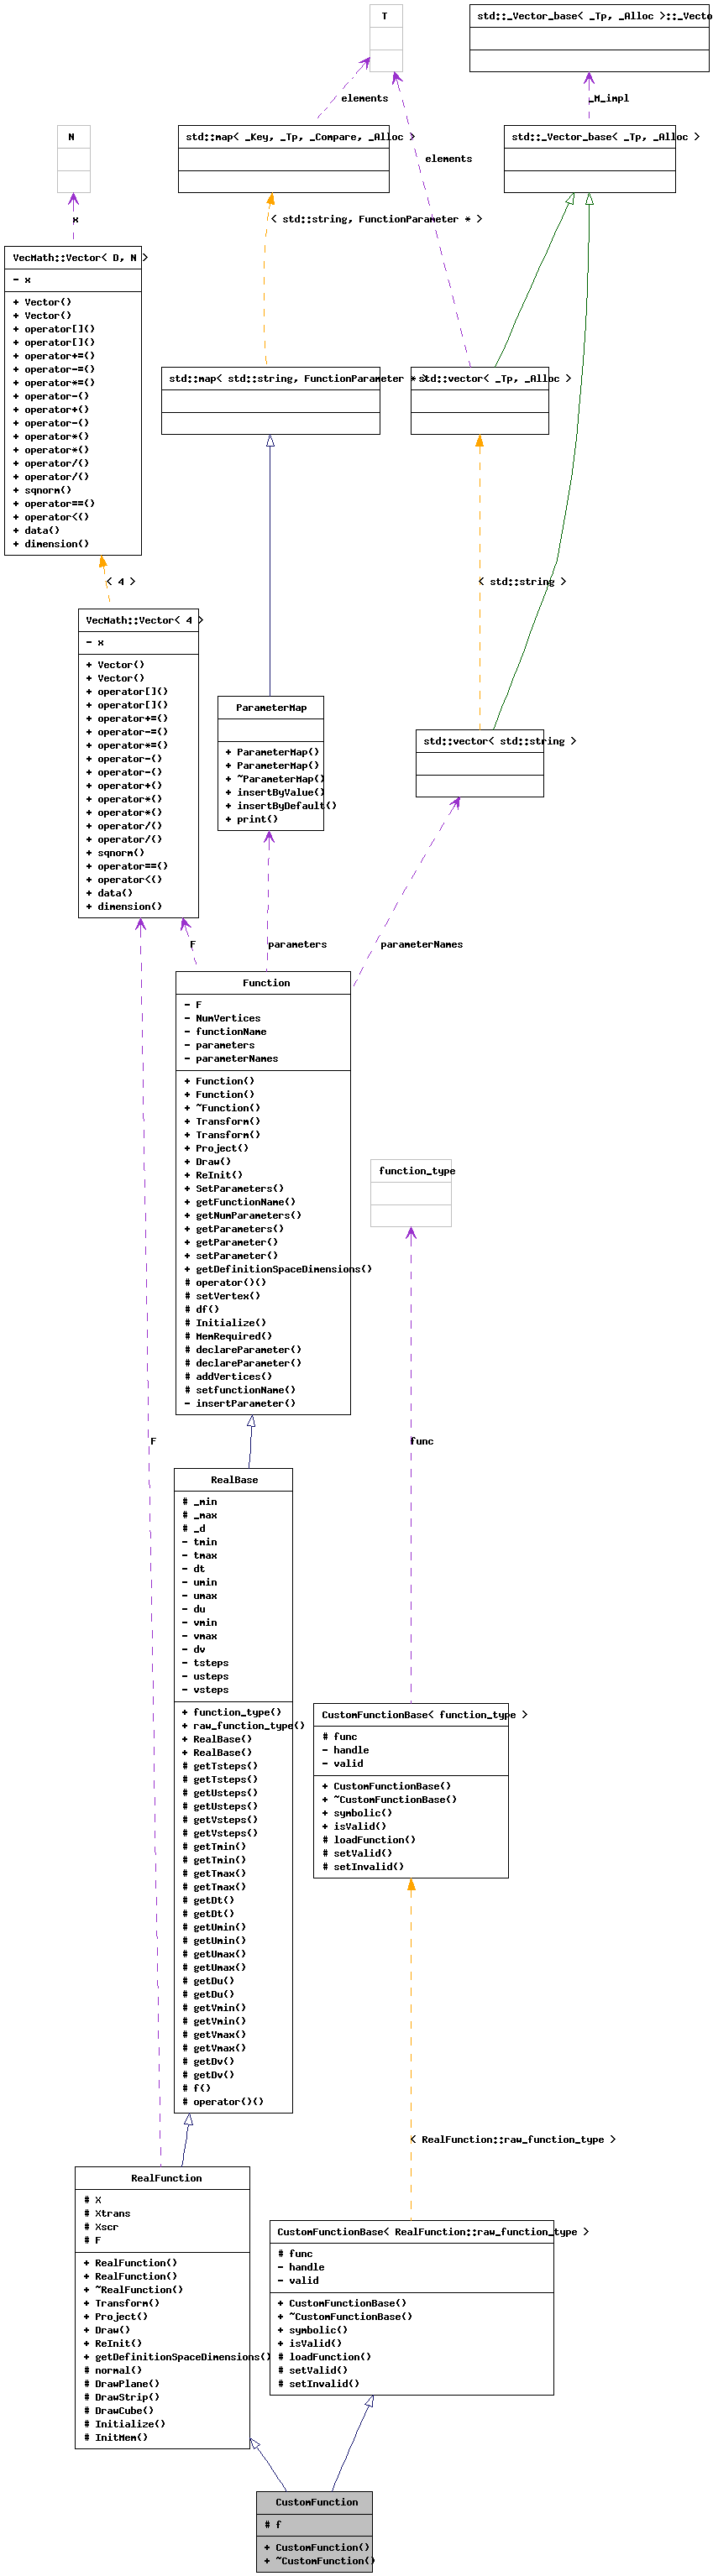 T
std::_Vector_base< _Tp, _Alloc >::_Vecto
elements
_M_impl
N
std::map< _Key, _Tp, _Compare, _Alloc >
std::_Vector_base< _Tp, _Alloc >
elements
x
< std::string, FunctionParameter * >
VecMath::Vector< D, N >
- x
+ Vector()
+ Vector()
+ operator[]()
+ operator[]()
+ operator+=()
+ operator-=()
+ operator*=()
+ operator-()
+ operator+()
+ operator-()
+ operator*()
+ operator*()
+ operator/()
+ operator/()
+ sqnorm()
+ operator==()
+ operator<()
+ data()
+ dimension()
std::map< std::string, FunctionParameter * >
std::vector< _Tp, _Alloc >
< 4 >
< std::string >
VecMath::Vector< 4 >
- x
+ Vector()
+ Vector()
+ operator[]()
+ operator[]()
+ operator+=()
+ operator-=()
+ operator*=()
+ operator-()
+ operator-()
+ operator+()
+ operator*()
+ operator*()
+ operator/()
+ operator/()
+ sqnorm()
+ operator==()
+ operator<()
+ data()
+ dimension()
ParameterMap
+ ParameterMap()
+ ParameterMap()
+ ~ParameterMap()
+ insertByValue()
+ insertByDefault()
+ print()
std::vector< std::string >
F
parameters
parameterNames
Function
- F
- NumVertices
- functionName
- parameters
- parameterNames
+ Function()
+ Function()
+ ~Function()
+ Transform()
+ Transform()
+ Project()
+ Draw()
+ ReInit()
+ SetParameters()
+ getFunctionName()
+ getNumParameters()
+ getParameters()
+ getParameter()
+ setParameter()
+ getDefinitionSpaceDimensions()
# operator()()
# setVertex()
# df()
# Initialize()
# MemRequired()
# declareParameter()
# declareParameter()
# addVertices()
# setfunctionName()
- insertParameter()
function_type
F
func
RealBase
# _min
# _max
# _d
- tmin
- tmax
- dt
- umin
- umax
- du
- vmin
- vmax
- dv
- tsteps
- usteps
- vsteps
+ function_type()
+ raw_function_type()
+ RealBase()
+ RealBase()
# getTsteps()
# getTsteps()
# getUsteps()
# getUsteps()
# getVsteps()
# getVsteps()
# getTmin()
# getTmin()
# getTmax()
# getTmax()
# getDt()
# getDt()
# getUmin()
# getUmin()
# getUmax()
# getUmax()
# getDu()
# getDu()
# getVmin()
# getVmin()
# getVmax()
# getVmax()
# getDv()
# getDv()
# f()
# operator()()
CustomFunctionBase< function_type >
# func
- handle
- valid
+ CustomFunctionBase()
+ ~CustomFunctionBase()
+ symbolic()
+ isValid()
# loadFunction()
# setValid()
# setInvalid()
< RealFunction::raw_function_type >
RealFunction
# X
# Xtrans
# Xscr
# F
+ RealFunction()
+ RealFunction()
+ ~RealFunction()
+ Transform()
+ Project()
+ Draw()
+ ReInit()
+ getDefinitionSpaceDimensions()
# normal()
# DrawPlane()
# DrawStrip()
# DrawCube()
# Initialize()
# InitMem()
CustomFunctionBase< RealFunction::raw_function_type >
# func
- handle
- valid
+ CustomFunctionBase()
+ ~CustomFunctionBase()
+ symbolic()
+ isValid()
# loadFunction()
# setValid()
# setInvalid()
CustomFunction
# f
+ CustomFunction()
+ ~CustomFunction()